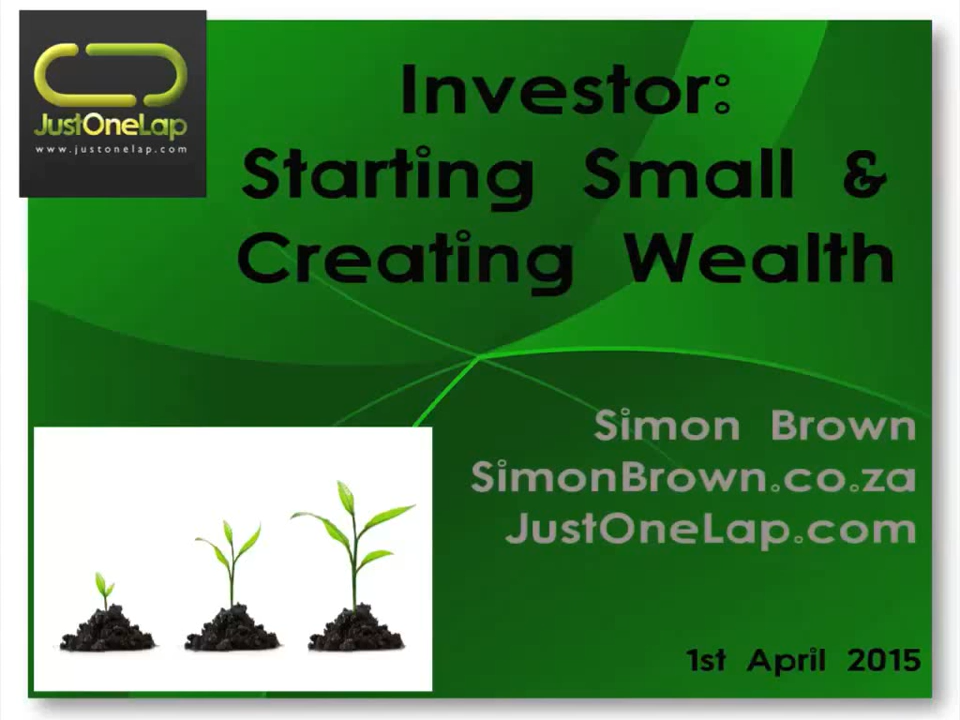 JustOneLap
www.justonelap.com
Investor:
Starting Small &
Creating Wealth
Simon Brown
SimonBrown.co.za
JustOneLap.com
1st April 2015